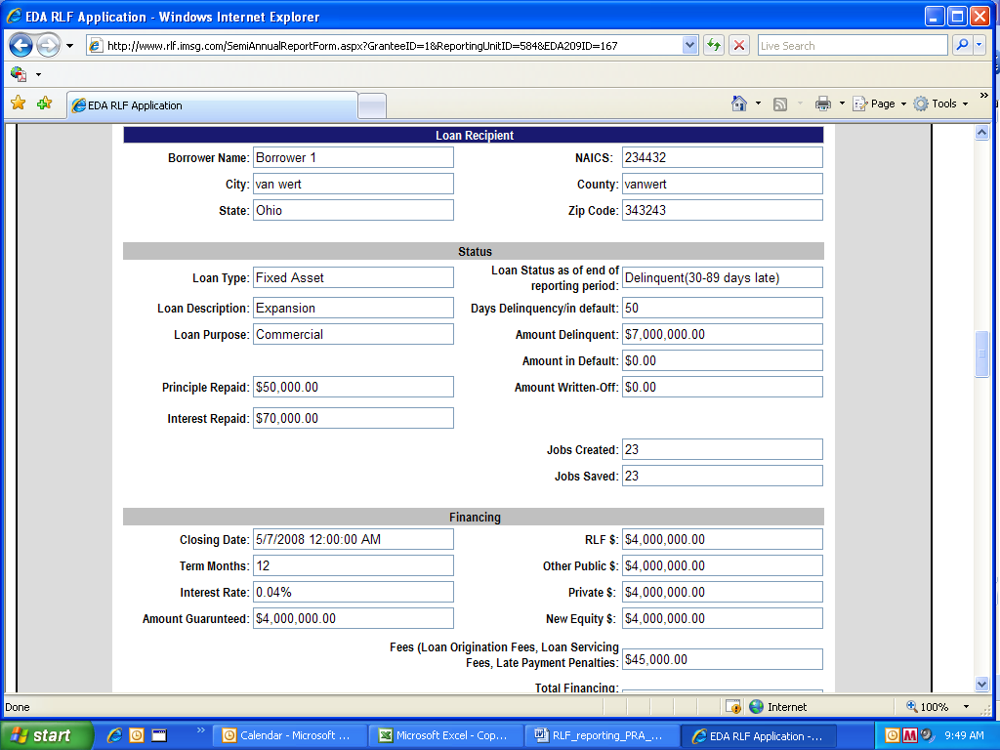 EDA RLF Application - Windows Internet Explorer
http://www.rlf.imsg.com/SemiAnnualReportForm.aspx?GranteeID=1&ReportingUnitID=584&EDA209ID=167
Live Search
EDA RLF Application
Page
Tools
»
Loan Recipient
Borrower Name: Borrower 1 NAICS: 234432
City: van wert County: vanwert
State: Ohio Zip Code: 343243
Status
Loan Type: Fixed Asset Loan Status as of end of
reporting period: Delinquent(30-89 days late)
Loan Description: Expansion Days Delinquency/in default: 50
Loan Purpose: Commercial Amount Delinquent: $7,000,000.00
Amount in Default: $0.00
Principle Repaid: $50,000.00 Amount Written-Off: $0.00
Interest Repaid: $70,000.00
Jobs Created: 23
Jobs Saved: 23
Financing
Closing Date: 5/7/2008 12:00:00 AM RLF $: $4,000,000.00
Term Months: 12 Other Public $: $4,000,000.00
Interest Rate: 0.04% Private $: $4,000,000.00
Amount Guarunteed: $4,000,000.00 New Equity $: $4,000,000.00
Fees (Loan Origination Fees, Loan Servicing
Fees, Late Payment Penalties: $45,000.00
Total Financing:
Done Internet 100%
start » Calendar - Microsoft ... Microsoft Excel - Cop... RLF_reporting_PRA_... EDA RLF Application -... 9:49 AM